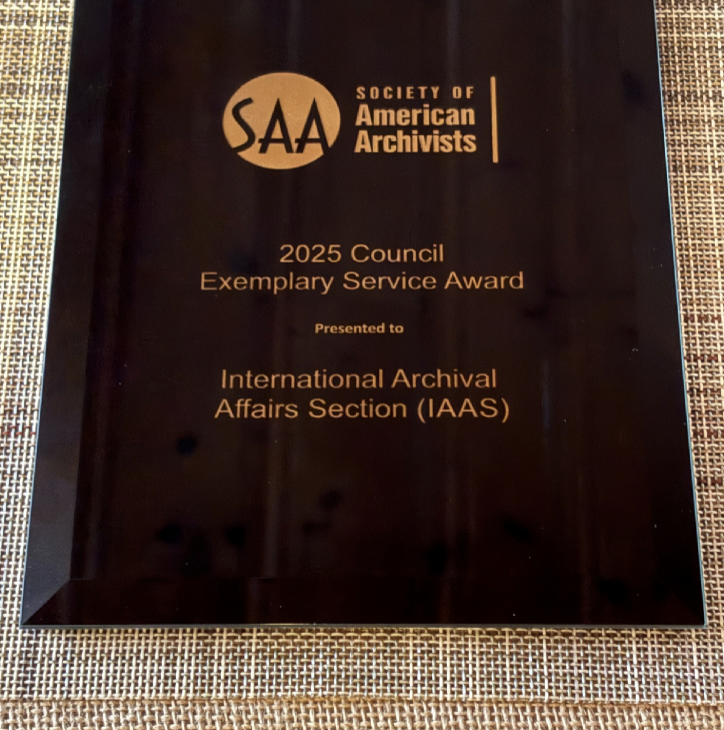 SAA
SOCIETY OF
American
Archivists
2025 Council
Exemplary Service Award
Presented to
International Archival
Affairs Section (IAAS)